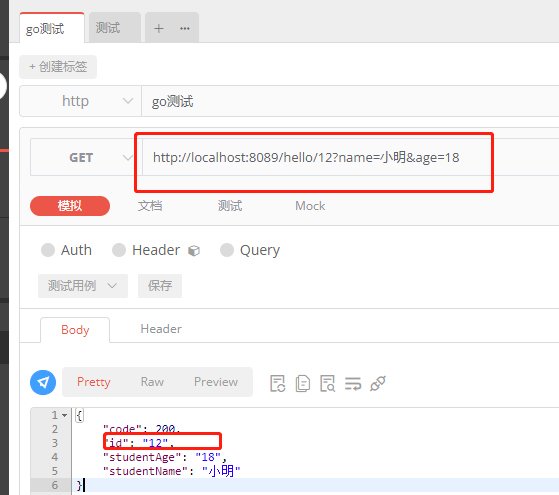 go测试 测试 + ···
+ 创建标签
http go测试
GET http://localhost:8089/hello/12?name=小明&age=18
模拟 文档 测试 Mock
Auth Header Query
测试用例 保存
Body Header
Pretty Raw Preview
1 {
2 "code": 200,
3 "id": "12",
4 "studentAge": "18",
5 "studentName": "小明"
6 }